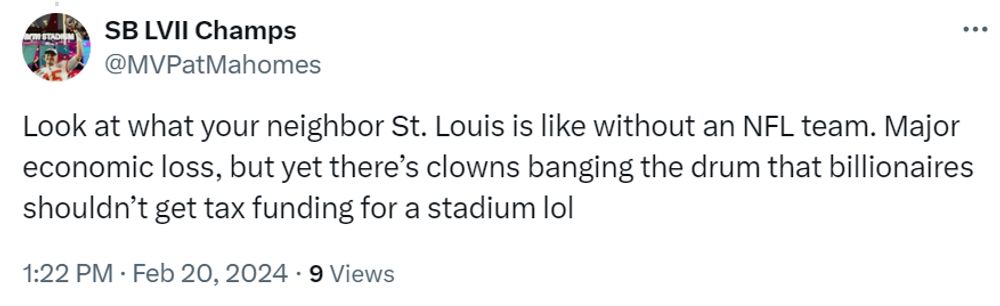 SB LVII Champs
@MVPatMahomes
Look at what your neighbor St. Louis is like without an NFL team. Major
economic loss, but yet there’s clowns banging the drum that billionaires
shouldn’t get tax funding for a stadium lol
1:22 PM · Feb 20, 2024 · 9 Views